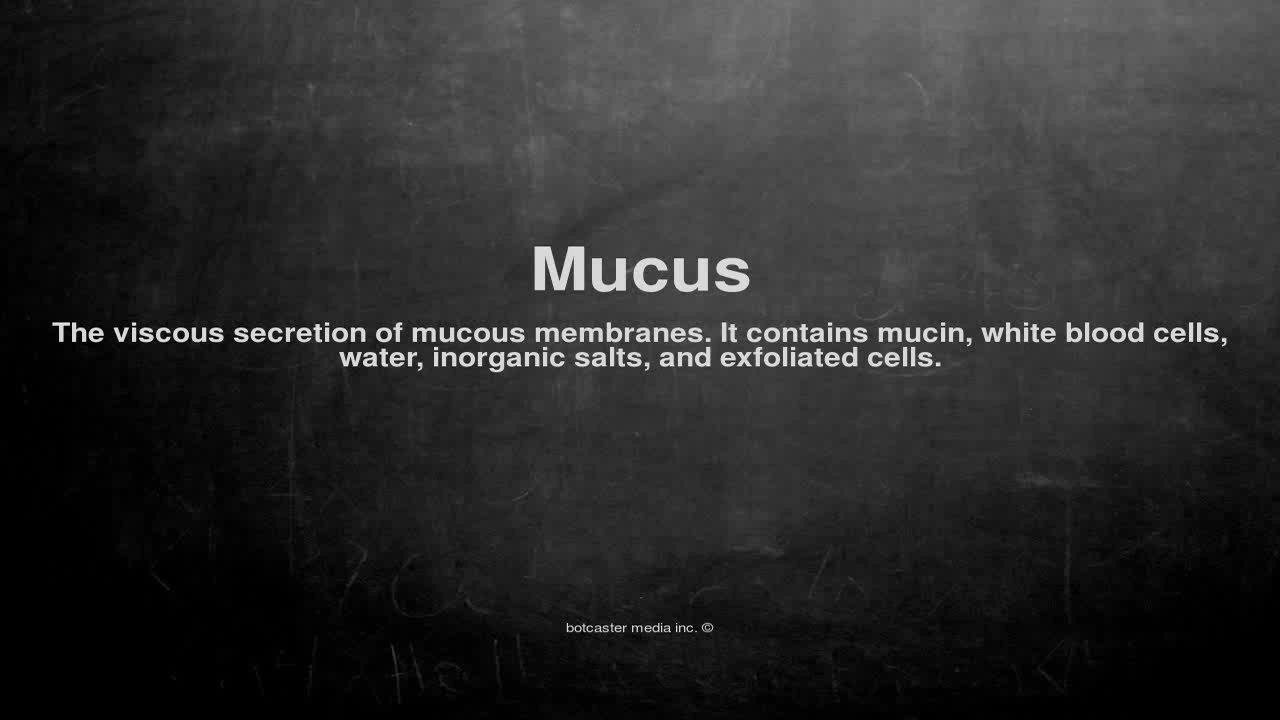 Mucus
The viscous secretion of mucous membranes. It contains mucin, white blood cells,
water, inorganic salts, and exfoliated cells.
botcaster media inc. ©